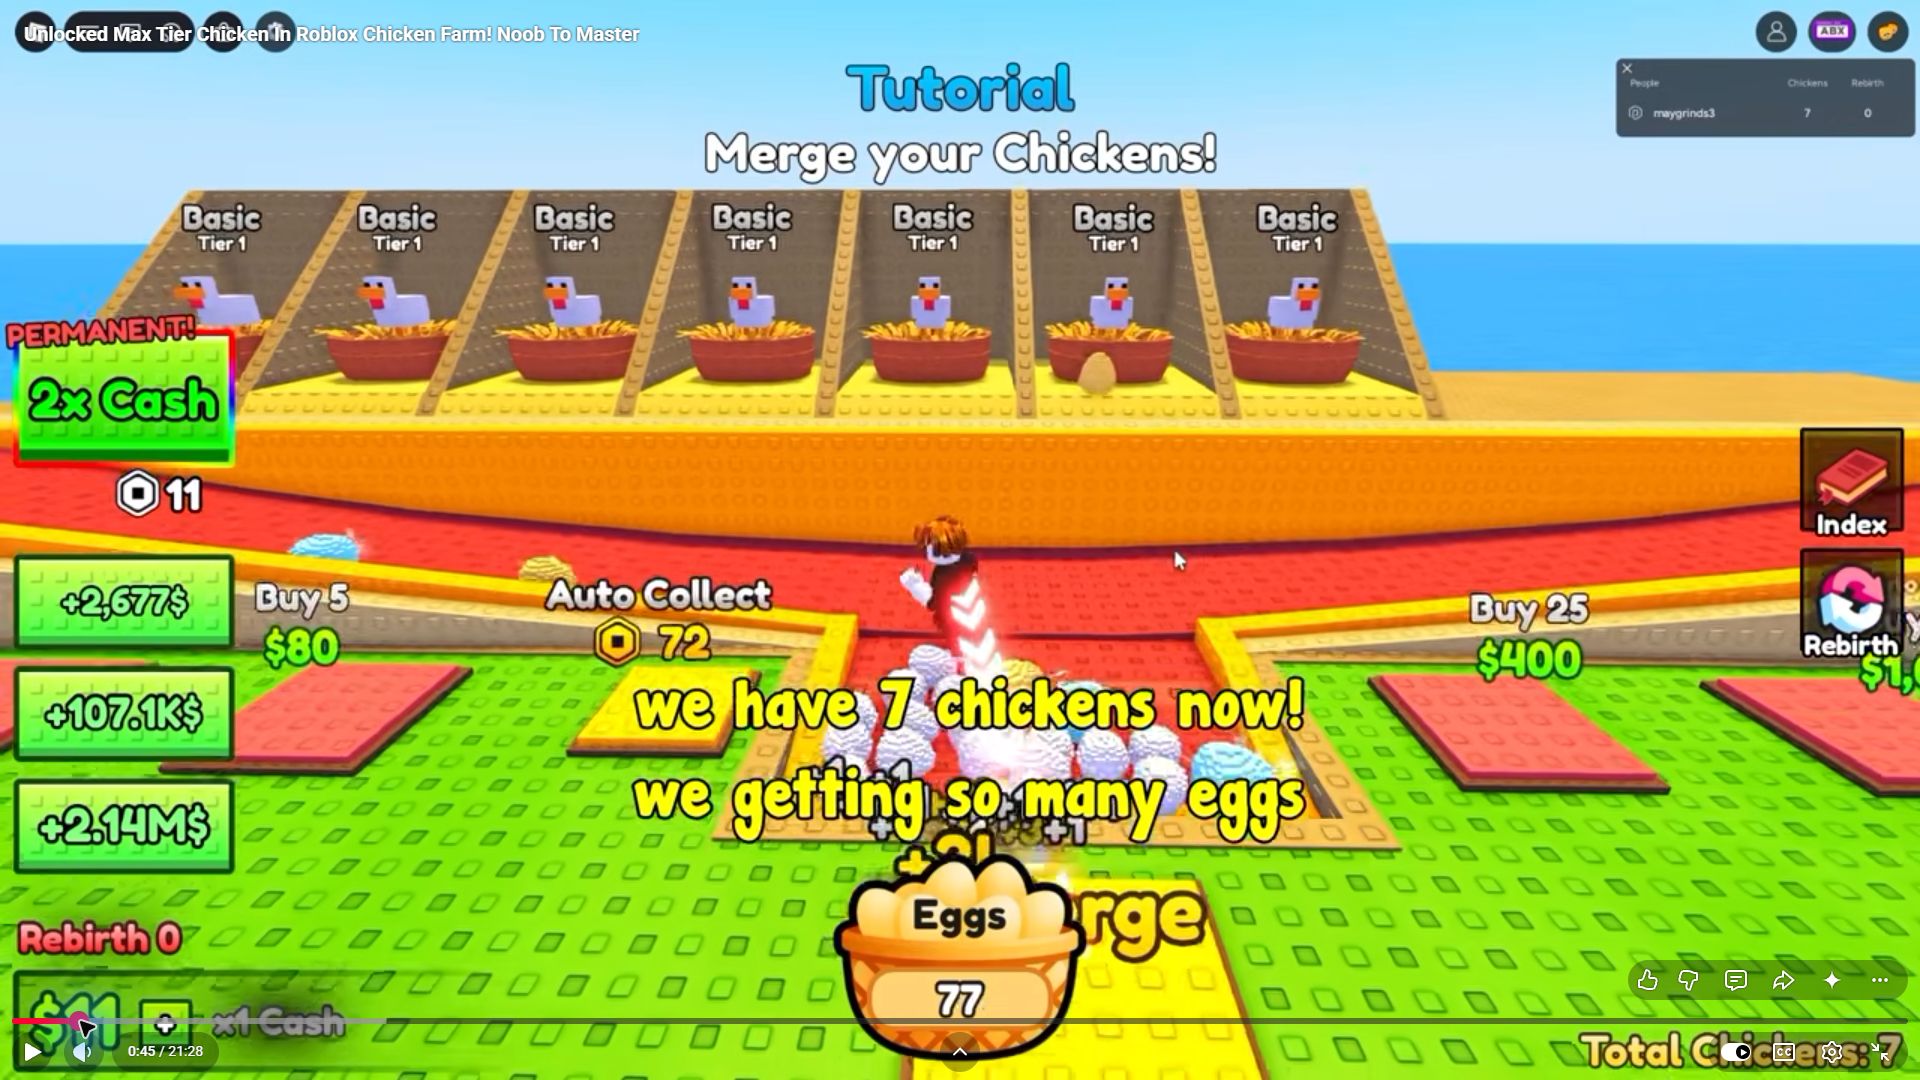 Unlocked Max Tier Chicken In Roblox Chicken Farm! Noob To Master
ABX
Tutorial
Merge your Chickens!
People Chickens Rebirth
maygrinds3 7 0
Basic
Tier 1
Basic
Tier 1
Basic
Tier 1
Basic
Tier 1
Basic
Tier 1
Basic
Tier 1
Basic
Tier 1
PERMANENT!
2x Cash
11
Index
+2,677$
Buy 5
$80
Auto Collect
72
Buy 25
$400
Rebirth
+107.1K$
we have 7 chickens now!
we getting so many eggs
+1
+2.14M$
Eggs
77
Rebirth 0
$11
+
x1 Cash
0:45 / 21:28
CC
Total Chickens: 7